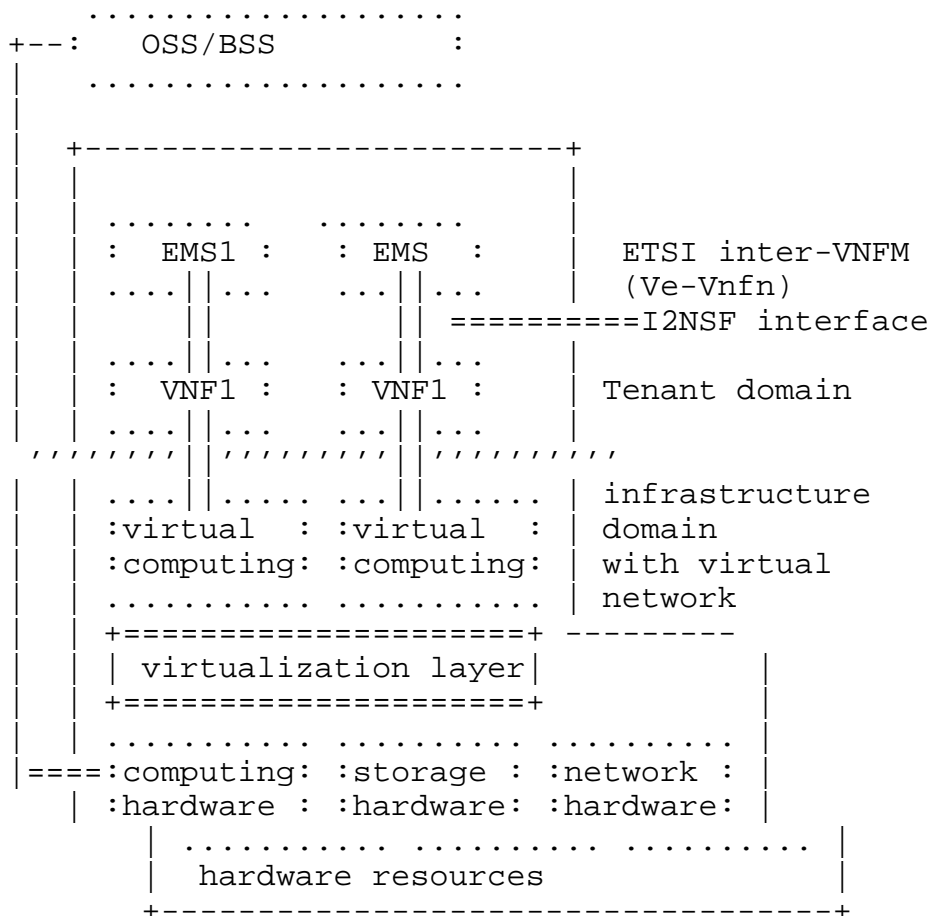 OSS/BSS
EMS1 EMS ETSI inter-VNFM
(Ve-Vnfn)
I2NSF interface
VNF1 VNF1 Tenant domain
infrastructure
virtual virtual domain
computing computing with virtual
network
virtualization layer
computing storage network
hardware hardware hardware
hardware resources